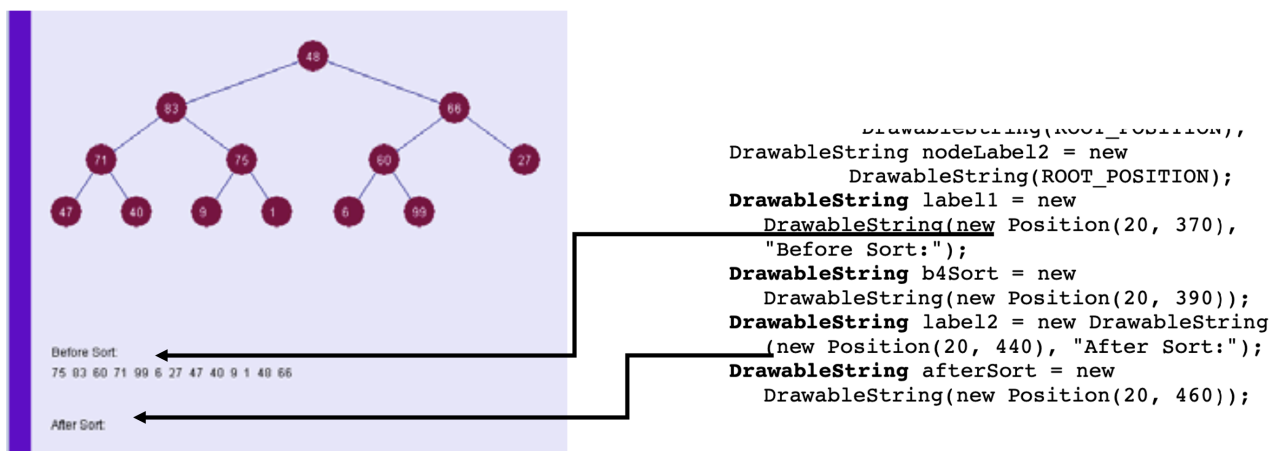 48
83 66
71 75 60 27
47 40 9 1 6 99
Before Sort:
75 83 60 71 99 6 27 47 40 9 1 48 66
After Sort:
DrawableString(ROOT_POSITION),
DrawableString nodeLabel2 = new
DrawableString(ROOT_POSITION);
DrawableString label1 = new
DrawableString(new Position(20, 370),
"Before Sort:");
DrawableString b4Sort = new
DrawableString(new Position(20, 390));
DrawableString label2 = new DrawableString
(new Position(20, 440), "After Sort:");
DrawableString afterSort = new
DrawableString(new Position(20, 460));